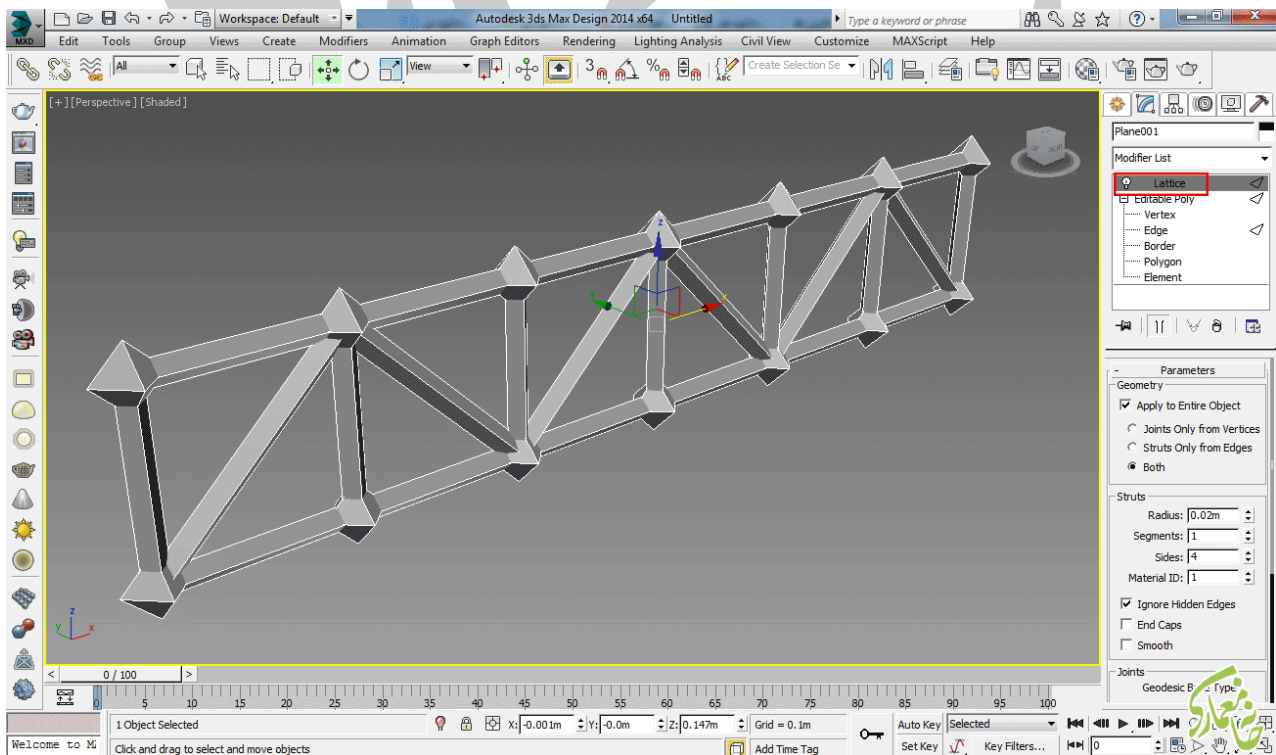 Workspace: Default
Autodesk 3ds Max Design 2014 x64 Untitled
Type a keyword or phrase
MXD
Edit Tools Group Views Create Modifiers Animation Graph Editors Rendering Lighting Analysis Civil View Customize MAXScript Help
All
View
3
%
ABC
Create Selection Se
[+] [Perspective] [Shaded]
z
y
x
z
y
x
Plane001
Modifier List
Lattice
Editable Poly
Vertex
Edge
Border
Polygon
Element
- Parameters
Geometry
Apply to Entire Object
Joints Only from Vertices
Struts Only from Edges
Both
Struts
Radius: 0.02m
Segments: 1
Sides: 4
Material ID: 1
Ignore Hidden Edges
End Caps
Smooth
Joints
Geodesic
< 0 / 100 >
0 5 10 15 20 25 30 35 40 45 50 55 60 65 70 75 80 85 90 95 100
1 Object Selected
X: -0.001m Y: -0.0m Z: 0.147m Grid = 0.1m
Auto Key Selected
Welcome to
Click and drag to select and move objects
Add Time Tag
Set Key Key Filters...
0